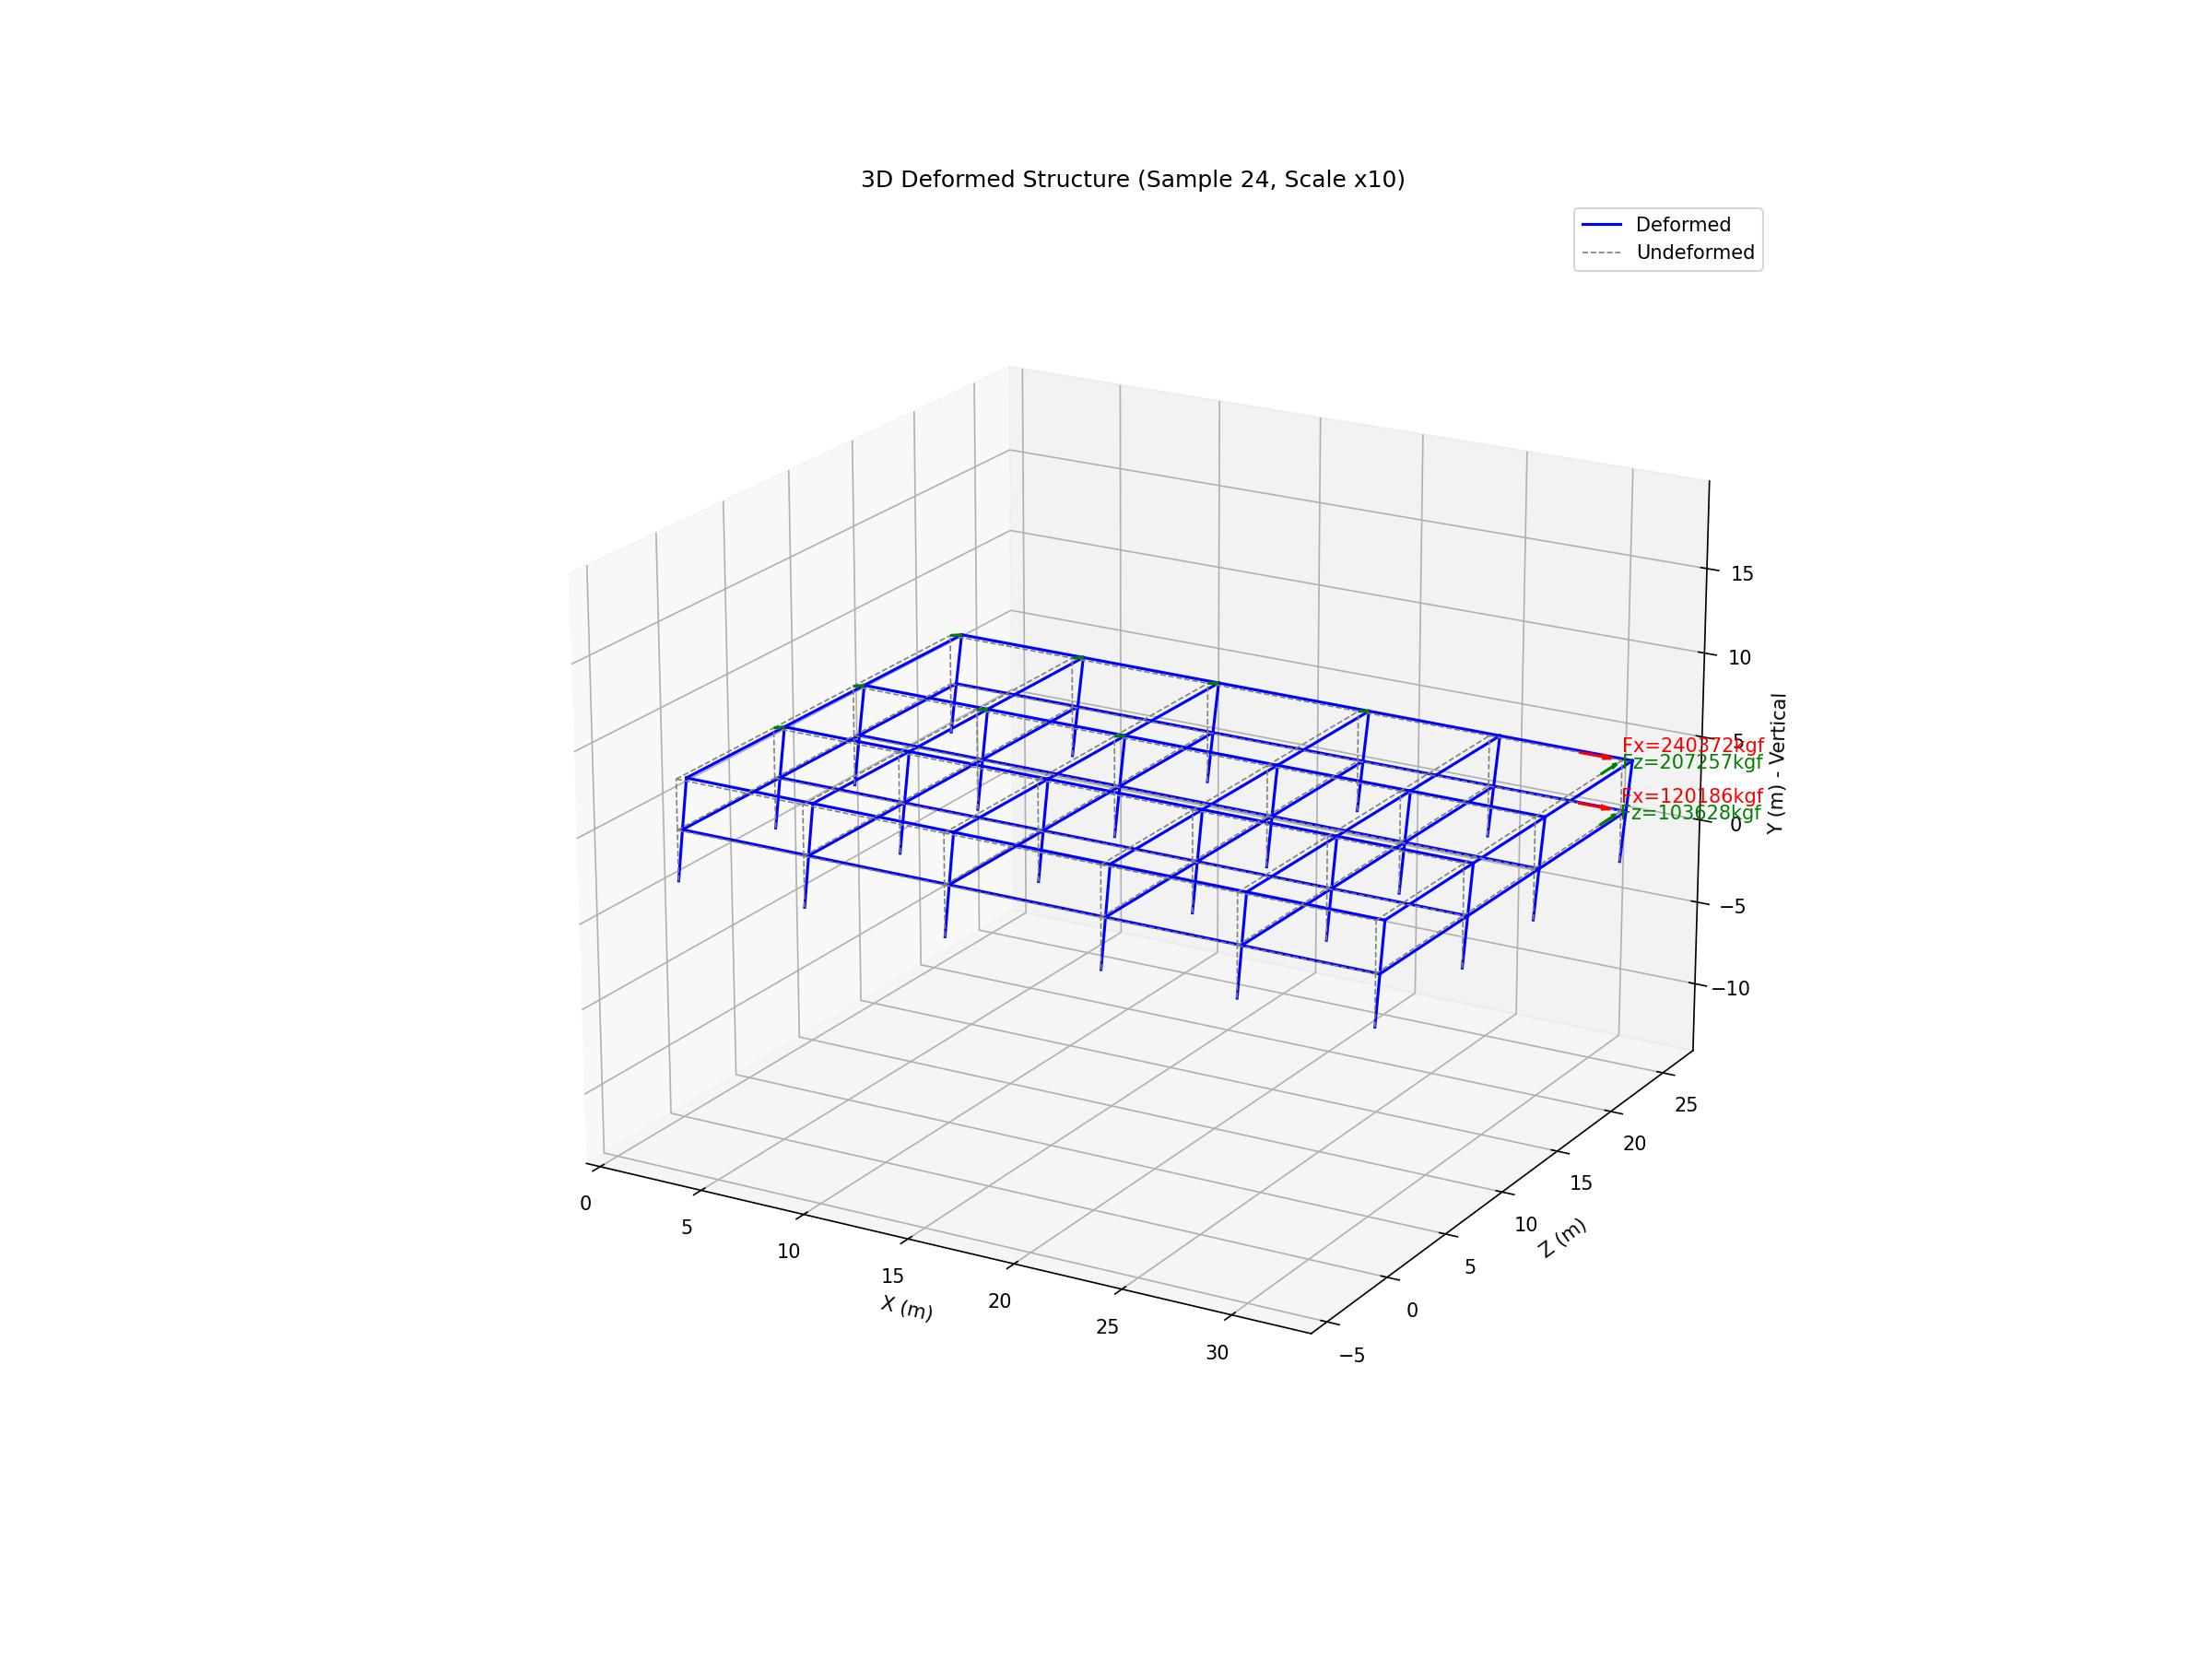 3D Deformed Structure (Sample 24, Scale x10)
Deformed
Undeformed
15
10
5
0
−5
−10
Y (m) - Vertical
Fx=240372kgf
Fz=207257kgf
Fx=120186kgf
Fz=103628kgf
0
5
10
15
20
25
30
X (m)
−5
0
5
10
15
20
25
Z (m)